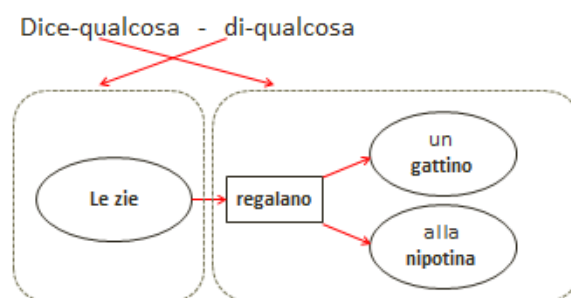 Dice-qualcosa - di-qualcosa
un
gattino
Le zie
regalano
alla
nipotina